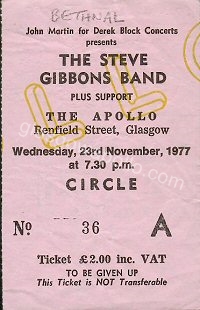 BETHNAL
John Martin for Derek Block Concerts
presents
THE STEVE
GIBBONS BAND
PLUS SUPPORT
THE APOLLO
Renfield Street, Glasgow
Wednesday, 23rd November, 1977
at 7.30 p.m.
CIRCLE
No 36 A
Ticket £2.00 inc. VAT
TO BE GIVEN UP
This Ticket is NOT Transferable